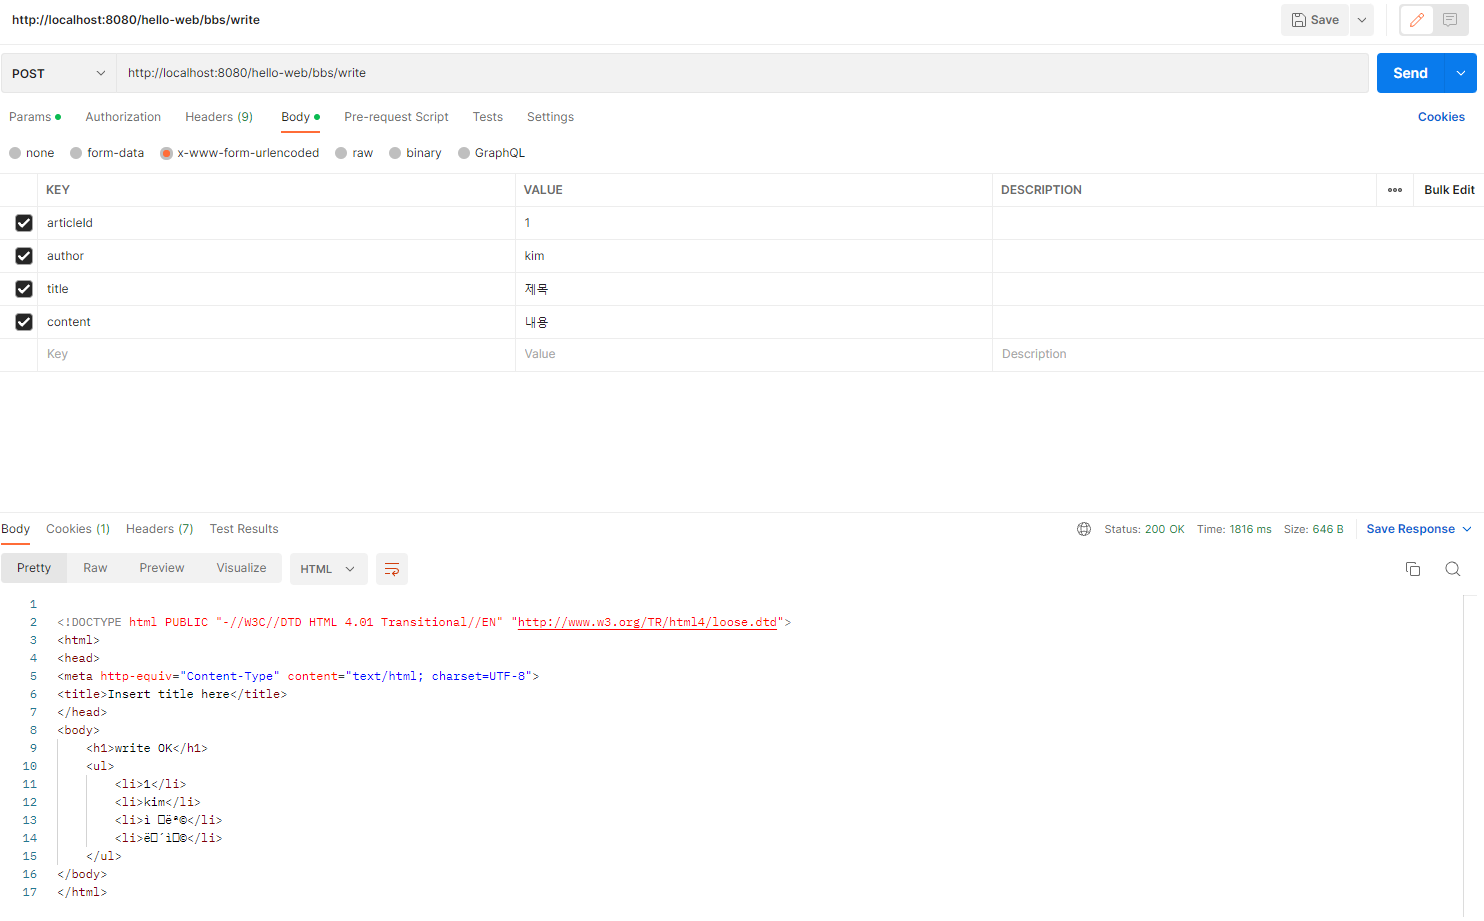 http://localhost:8080/hello-web/bbs/write
Save
POST
http://localhost:8080/hello-web/bbs/write
Send
Params
Authorization
Headers (9)
Body
Pre-request Script
Tests
Settings
Cookies
none
form-data
x-www-form-urlencoded
raw
binary
GraphQL
KEY VALUE DESCRIPTION ••• Bulk Edit
articleId 1
author kim
title 제목
content 내용
Key Value Description
Body Cookies (1) Headers (7) Test Results
Status: 200 OK Time: 1816 ms Size: 646 B Save Response
Pretty Raw Preview Visualize HTML
1
2 <!DOCTYPE html PUBLIC "-//W3C//DTD HTML 4.01 Transitional//EN" "http://www.w3.org/TR/html4/loose.dtd">
3 <html>
4 <head>
5 <meta http-equiv="Content-Type" content="text/html; charset=UTF-8">
6 <title>Insert title here</title>
7 </head>
8 <body>
9 <h1>write OK</h1>
10 <ul>
11 <li>1</li>
12 <li>kim</li>
13 <li>ì □ëª©</li>
14 <li>ë□´ì□©</li>
15 </ul>
16 </body>
17 </html>